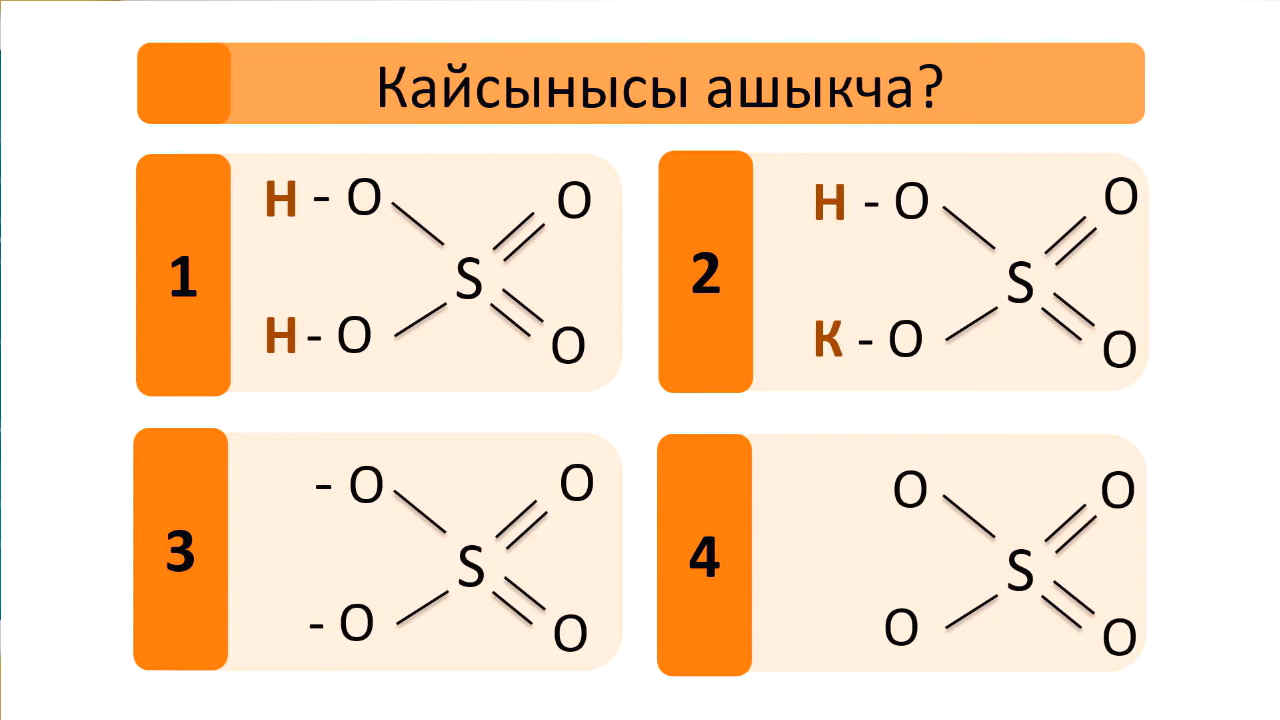 Кайсынысы ашыкча?
1
Н - О
О
S
Н - О
О
2
Н - О
О
S
К - О
О
3
- О
О
S
- О
О
4
О
О
S
О
О